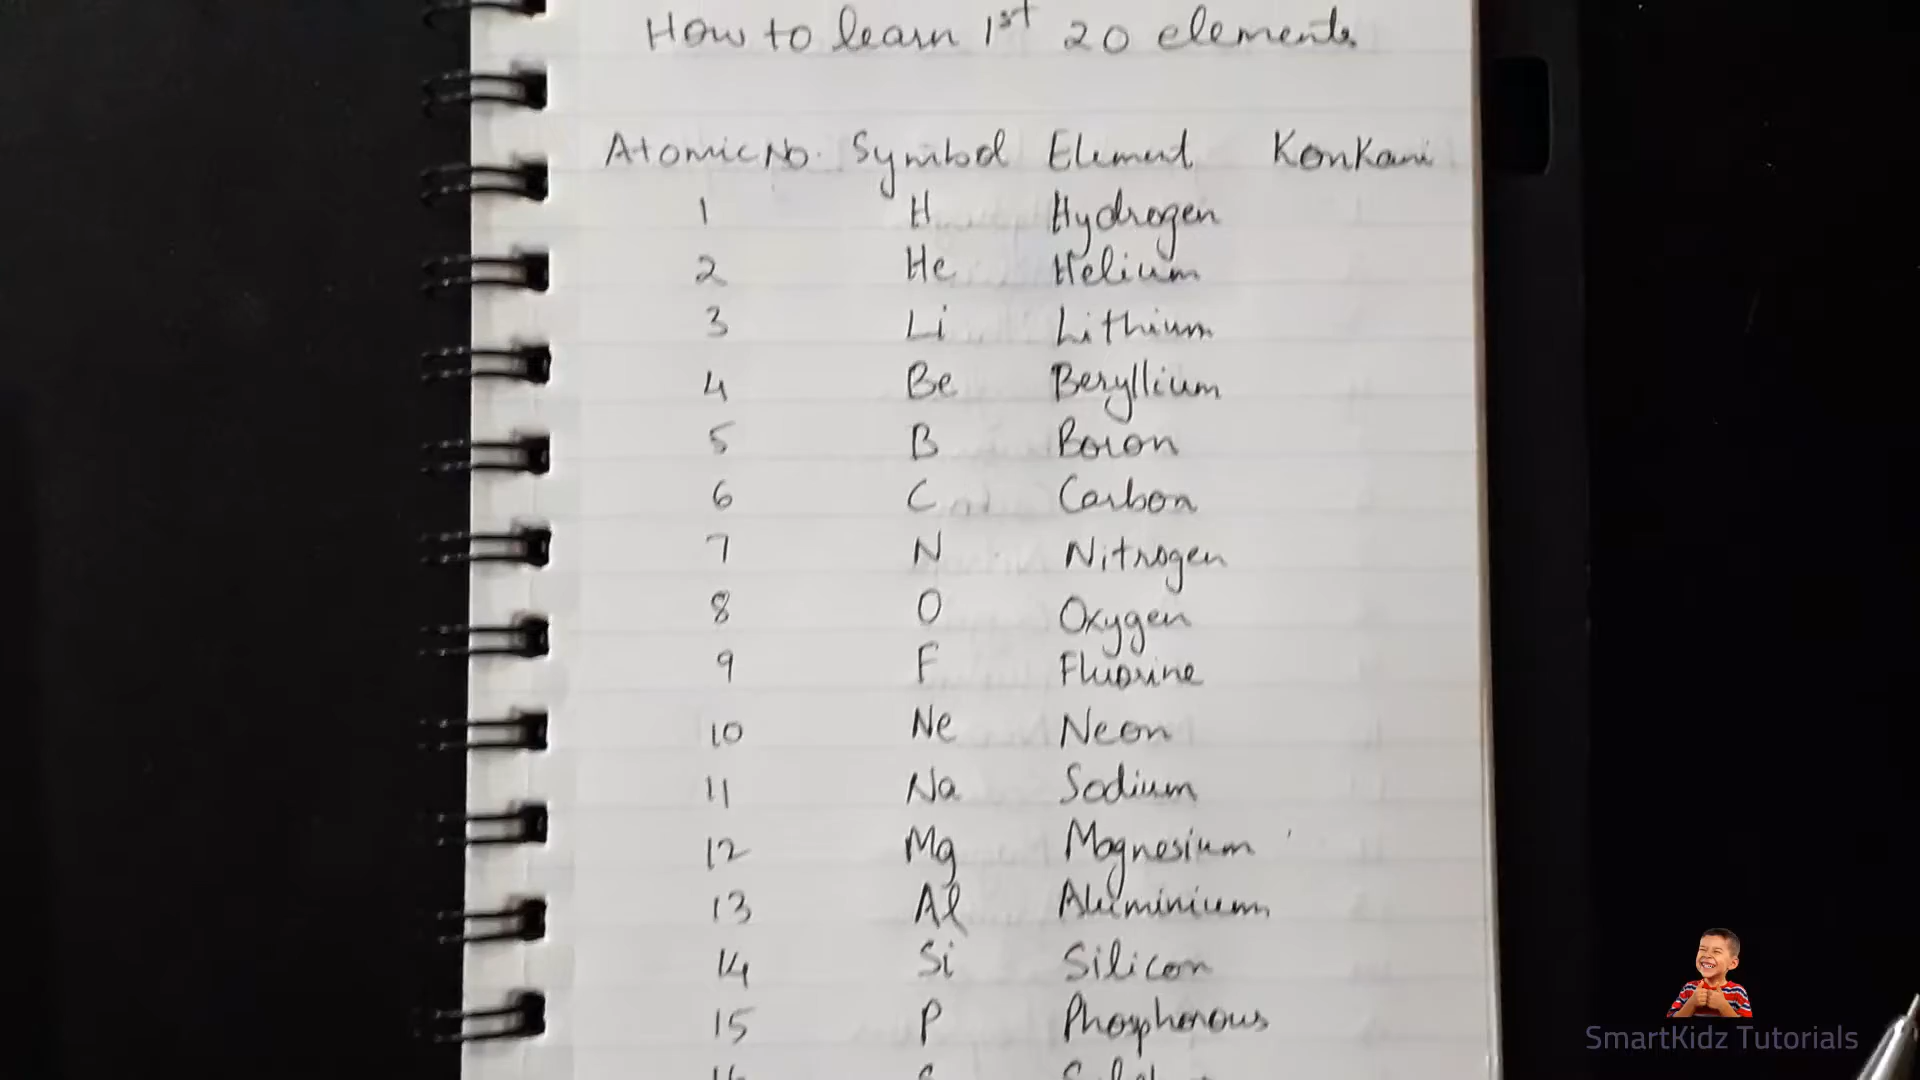 How to learn 1st 20 elements
Atomic No. Symbol Element Konkani
1 H Hydrogen
2 He Helium
3 Li Lithium
4 Be Beryllium
5 B Boron
6 C Carbon
7 N Nitrogen
8 O Oxygen
9 F Fluorine
10 Ne Neon
11 Na Sodium
12 Mg Magnesium
13 Al Aluminium
14 Si Silicon
15 P Phosphorous
SmartKidz Tutorials